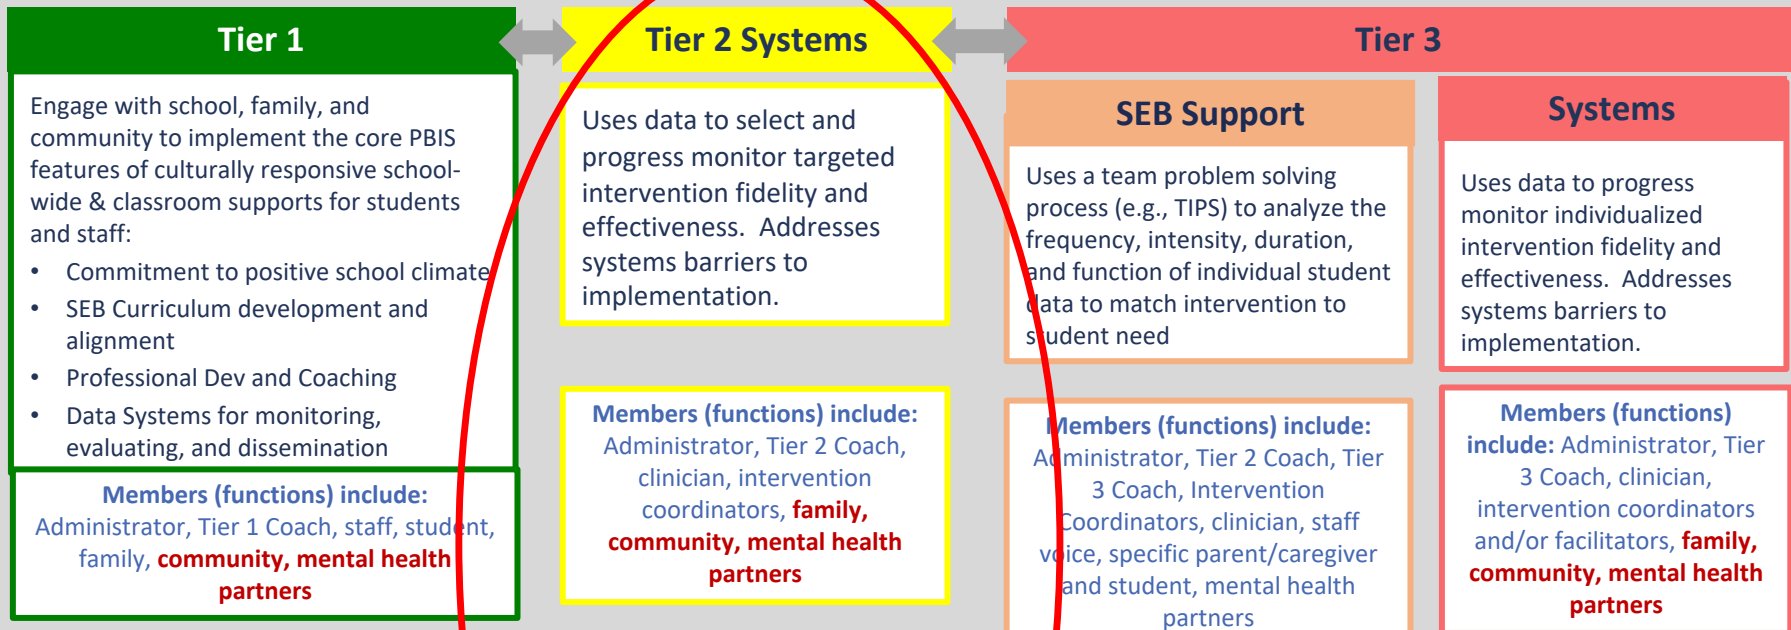 Tier 1
Engage with school, family, and
community to implement the core PBIS
features of culturally responsive school-
wide & classroom supports for students
and staff:
• Commitment to positive school climate
• SEB Curriculum development and
alignment
• Professional Dev and Coaching
• Data Systems for monitoring,
evaluating, and dissemination
Members (functions) include:
Administrator, Tier 1 Coach, staff, student,
family, community, mental health
partners
Tier 2 Systems
Uses data to select and
progress monitor targeted
intervention fidelity and
effectiveness.  Addresses
systems barriers to
implementation.
Members (functions) include:
Administrator, Tier 2 Coach,
clinician, intervention
coordinators, family,
community, mental health
partners
Tier 3
SEB Support
Uses a team problem solving
process (e.g., TIPS) to analyze the
frequency, intensity, duration,
and function of individual student
data to match intervention to
student need
Members (functions) include:
Administrator, Tier 2 Coach, Tier
3 Coach, Intervention
Coordinators, clinician, staff
voice, specific parent/caregiver
and student, mental health
partners
Systems
Uses data to progress
monitor individualized
intervention fidelity and
effectiveness.  Addresses
systems barriers to
implementation.
Members (functions)
include: Administrator, Tier
3 Coach, clinician,
intervention coordinators
and/or facilitators, family,
community, mental health
partners